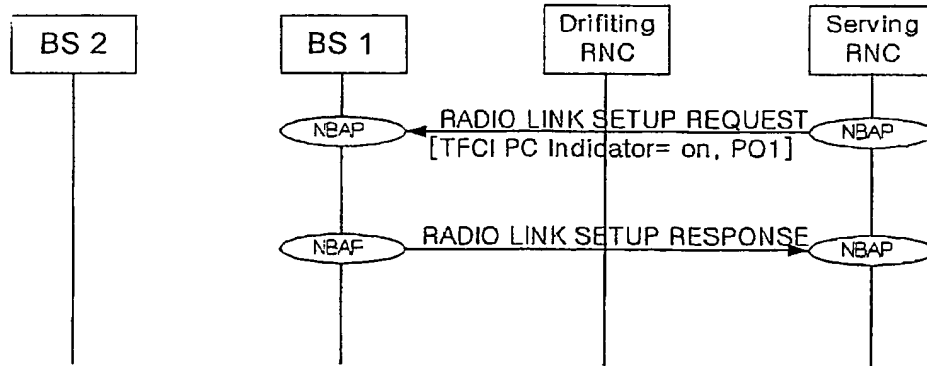 BS 2
BS 1
Drifiting
RNC
Serving
RNC
NBAP
RADIO LINK SETUP REQUEST
NBAP
[TFCI PC Indicator= on, PO1]
NBAP
RADIO LINK SETUP RESPONSE
NBAP